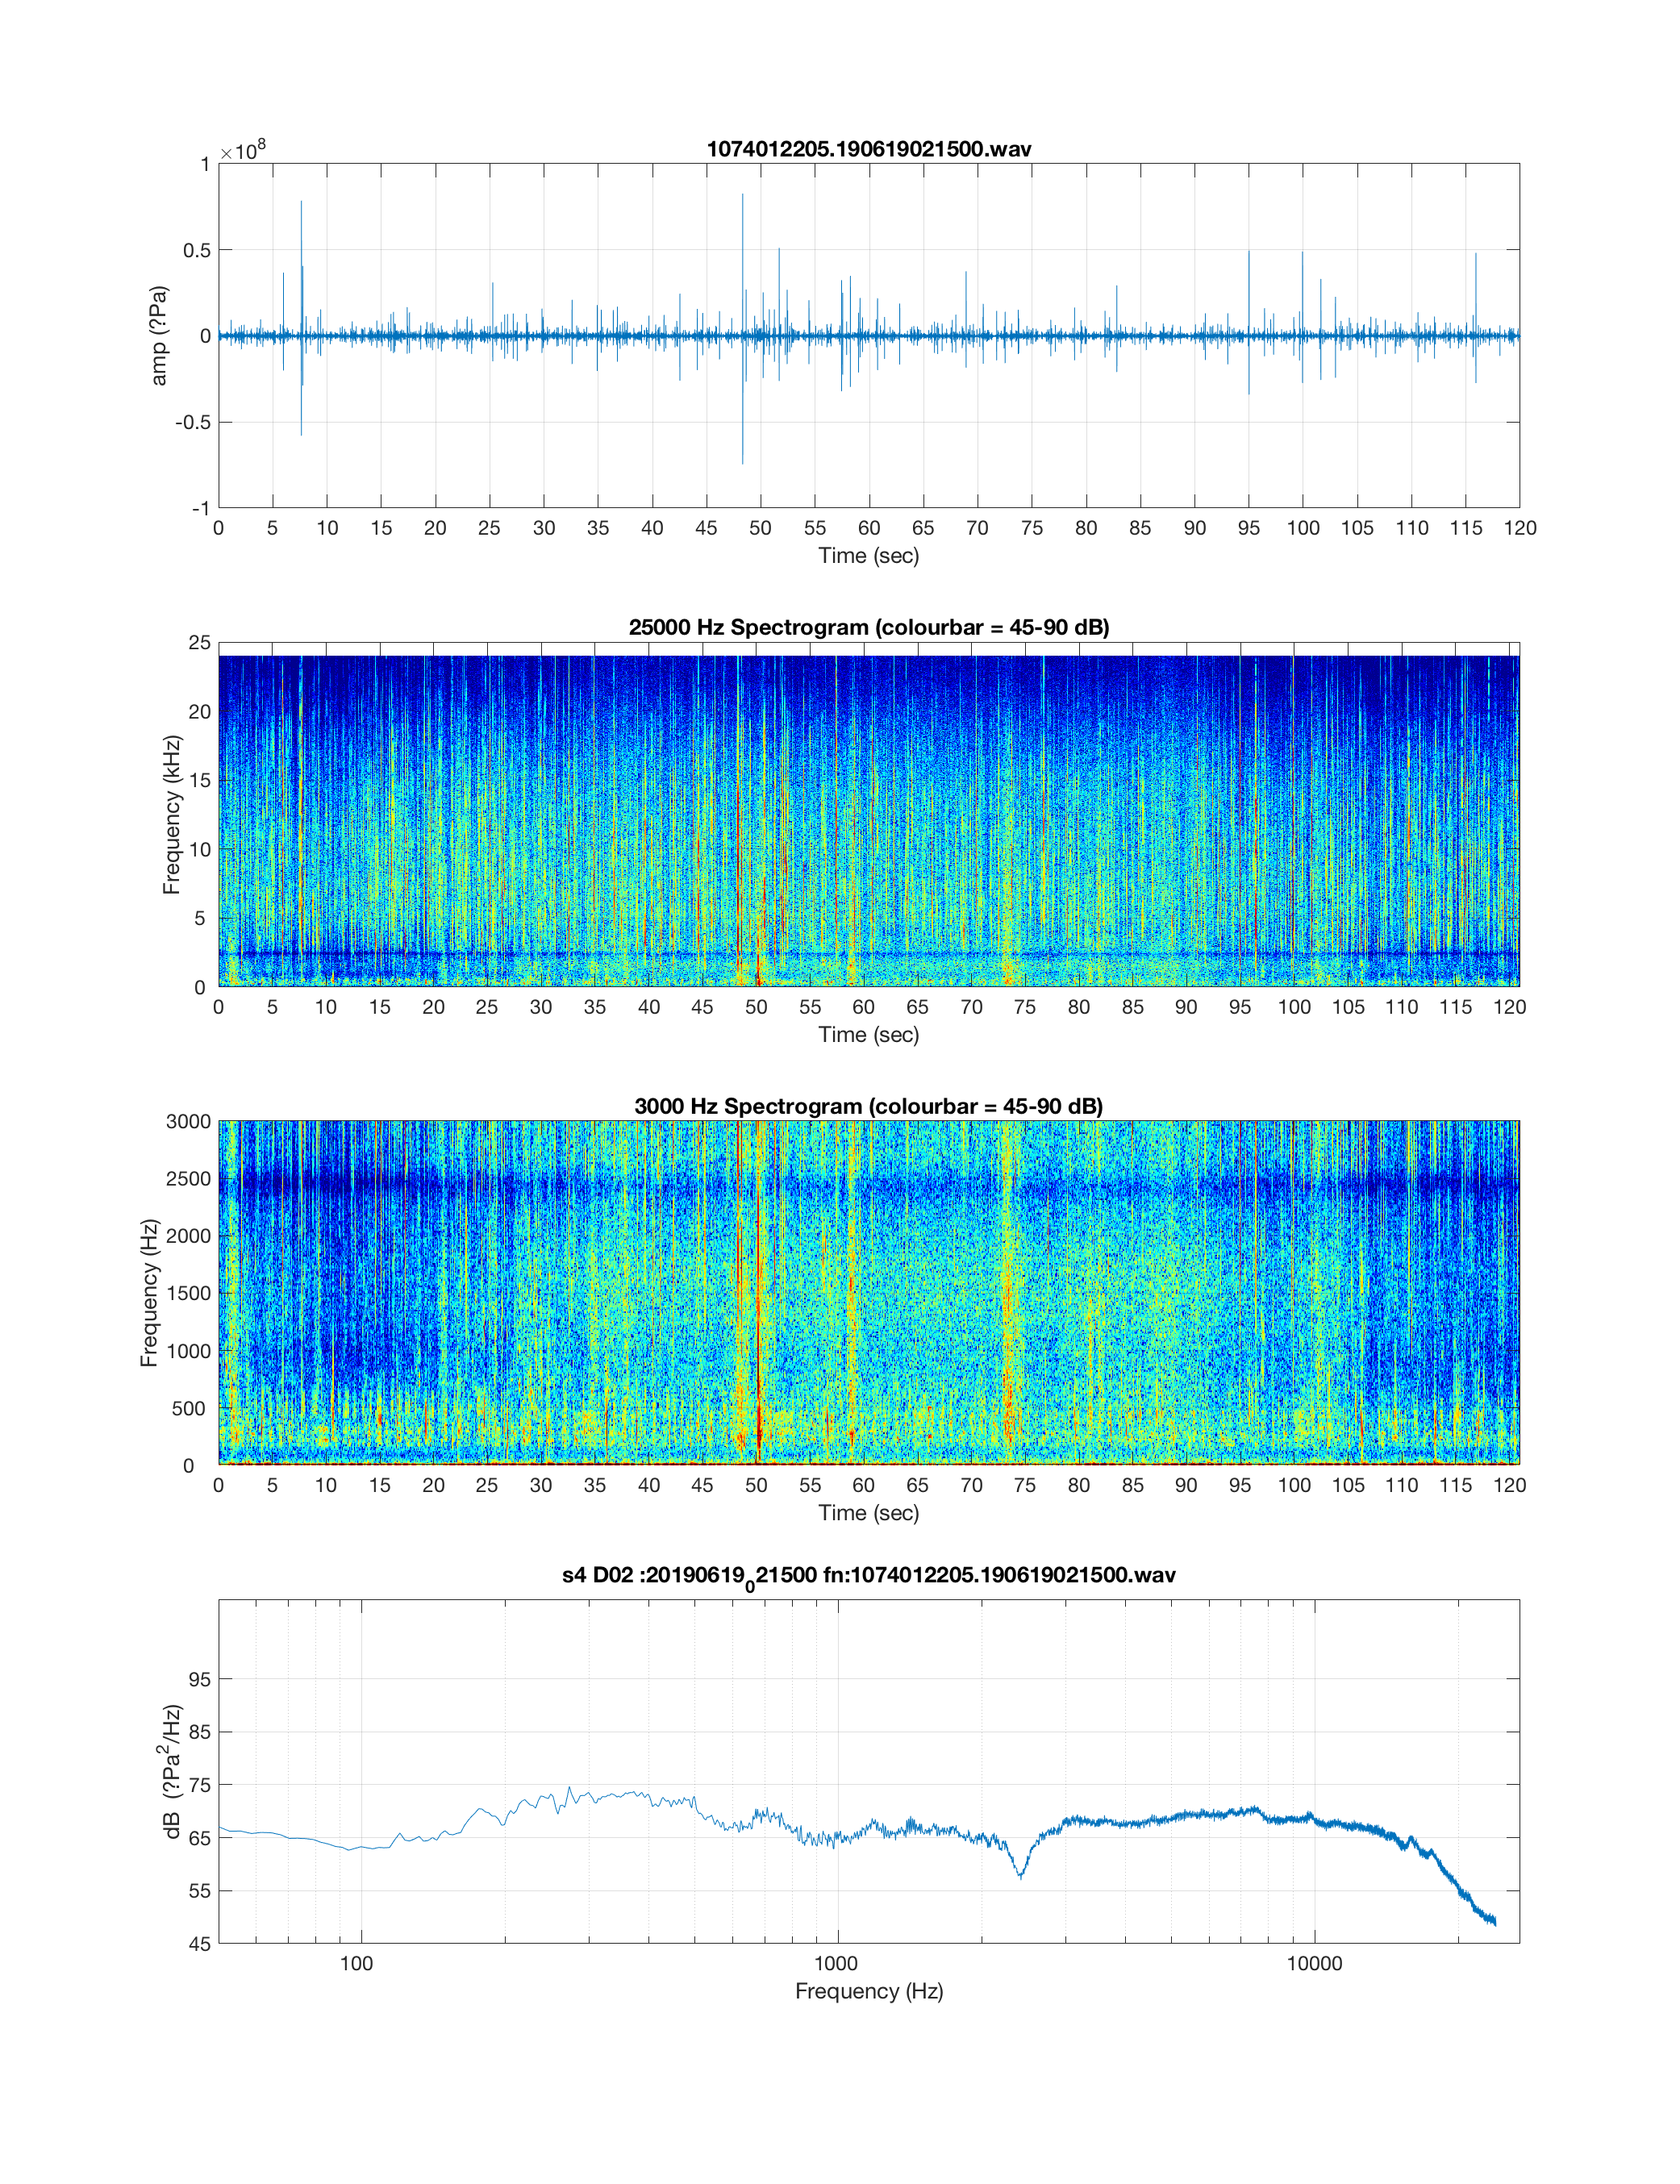 1074012205.190619021500.wav
×10^8
1
0.5
0
-0.5
-1
amp (?Pa)
0 5 10 15 20 25 30 35 40 45 50 55 60 65 70 75 80 85 90 95 100 105 110 115 120
Time (sec)
25000 Hz Spectrogram (colourbar = 45-90 dB)
25
20
15
10
5
0
Frequency (kHz)
0 5 10 15 20 25 30 35 40 45 50 55 60 65 70 75 80 85 90 95 100 105 110 115 120
Time (sec)
3000 Hz Spectrogram (colourbar = 45-90 dB)
3000
2500
2000
1500
1000
500
0
Frequency (Hz)
0 5 10 15 20 25 30 35 40 45 50 55 60 65 70 75 80 85 90 95 100 105 110 115 120
Time (sec)
s4 D02 :20190619_021500 fn:1074012205.190619021500.wav
95
85
75
65
55
45
dB (?Pa^2/Hz)
100 1000 10000
Frequency (Hz)